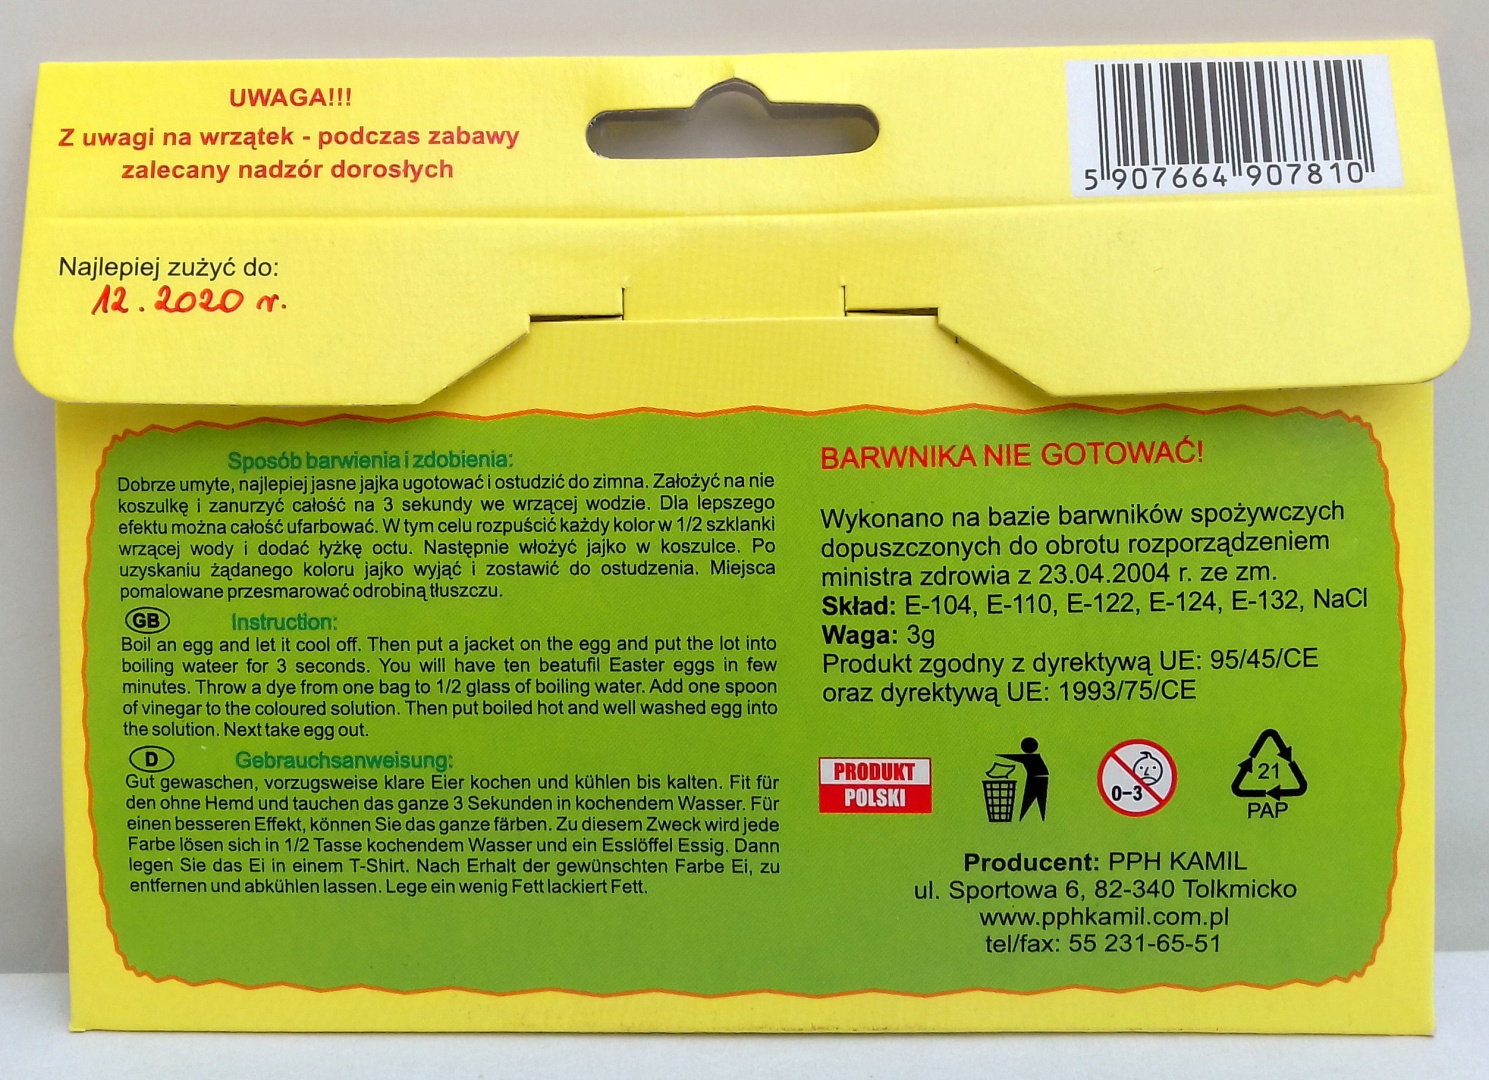 UWAGA!!!
Z uwagi na wrzątek - podczas zabawy
zalecany nadzór dorosłych
5 907664 907810
Najlepiej zużyć do:
12.2020 r.
Sposób barwienia i zdobienia:
Dobrze umyte, najlepiej jasne jajka ugotować i ostudzić do zimna. Założyć na nie
koszulkę i zanurzyć całość na 3 sekundy we wrzącej wodzie. Dla lepszego
efektu można całość ufarbować. W tym celu rozpuścić każdy kolor w 1/2 szklanki
wrzącej wody i dodać łyżkę octu. Następnie włożyć jajko w koszulce. Po
uzyskaniu żądanego koloru jajko wyjąć i zostawić do ostudzenia. Miejsca
pomalowane przesmarować odrobiną tłuszczu.
GB Instruction:
Boil an egg and let it cool off. Then put a jacket on the egg and put the lot into
boiling wateer for 3 seconds. You will have ten beatufil Easter eggs in few
minutes. Throw a dye from one bag to 1/2 glass of boiling water. Add one spoon
of vinegar to the coloured solution. Then put boiled hot and well washed egg into
the solution. Next take egg out.
D Gebrauchsanweisung:
Gut gewaschen, vorzugsweise klare Eier kochen und kühlen bis kalten. Fit für
den ohne Hemd und tauchen das ganze 3 Sekunden in kochendem Wasser. Für
einen besseren Effekt, können Sie das ganze färben. Zu diesem Zweck wird jede
Farbe lösen sich in 1/2 Tasse kochendem Wasser und ein Esslöffel Essig. Dann
legen Sie das Ei in einem T-Shirt. Nach Erhalt der gewünschten Farbe Ei, zu
entfernen und abkühlen lassen. Lege ein wenig Fett lackiert Fett.
BARWNIKA NIE GOTOWAĆ!
Wykonano na bazie barwników spożywczych
dopuszczonych do obrotu rozporządzeniem
ministra zdrowia z 23.04.2004 r. ze zm.
Skład: E-104, E-110, E-122, E-124, E-132, NaCl
Waga: 3g
Produkt zgodny z dyrektywą UE: 95/45/CE
oraz dyrektywą UE: 1993/75/CE
PRODUKT
POLSKI
0-3
21
PAP
Producent: PPH KAMIL
ul. Sportowa 6, 82-340 Tolkmicko
www.pphkamil.com.pl
tel/fax: 55 231-65-51